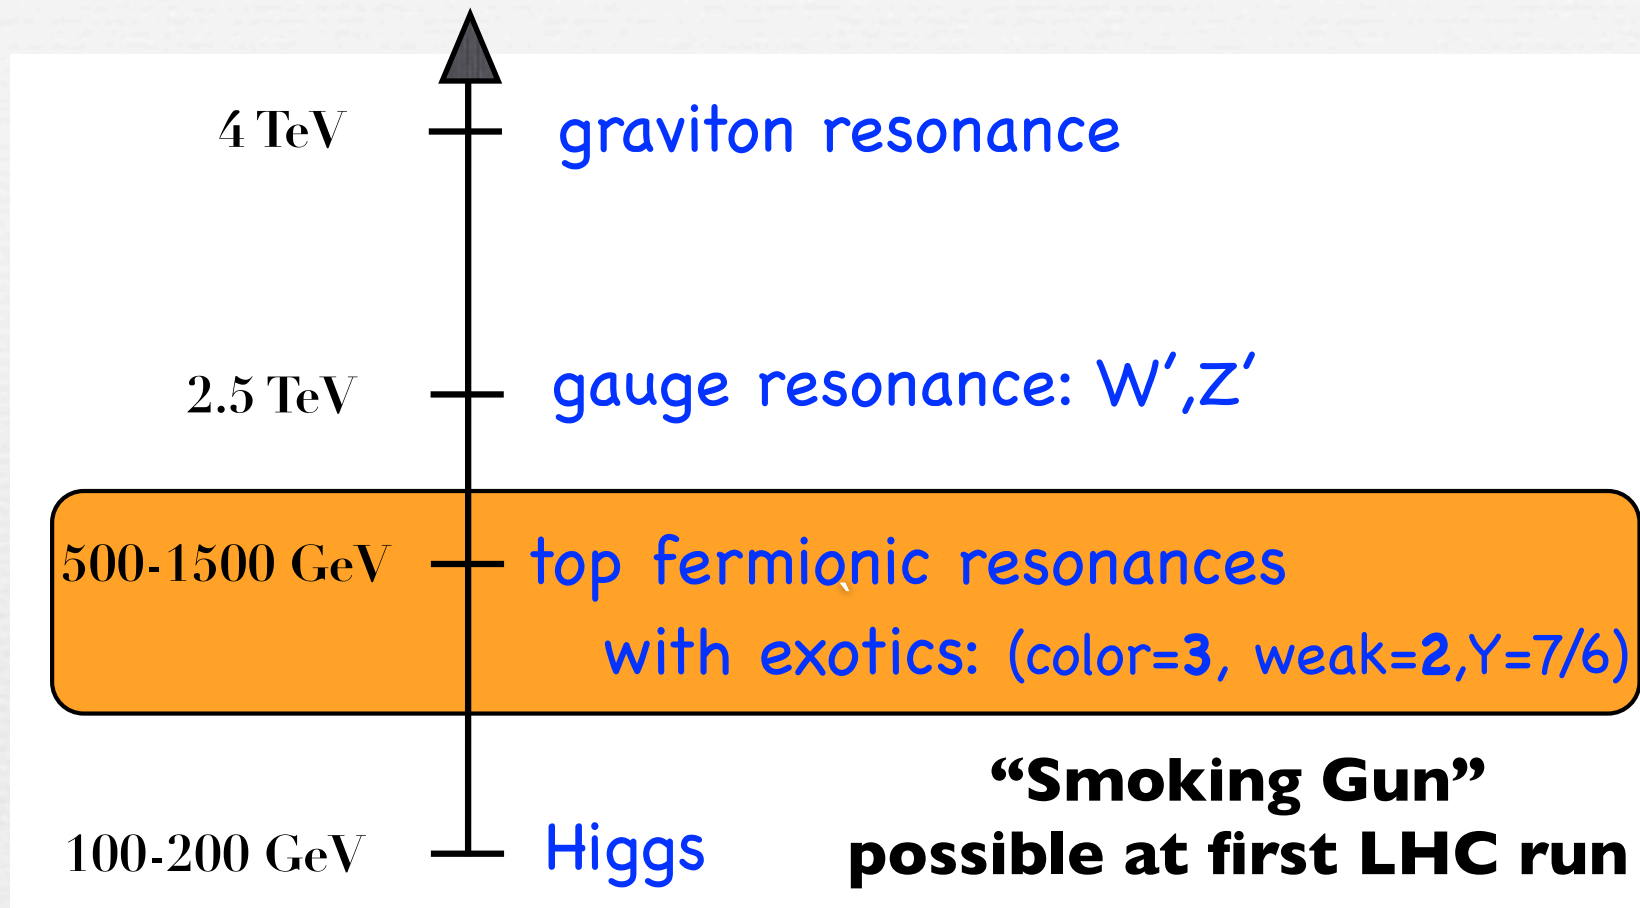 4 TeV graviton resonance
2.5 TeV gauge resonance: W′,Z′
500-1500 GeV top fermionic resonances
with exotics: (color=3, weak=2,Y=7/6)
“Smoking Gun”
100-200 GeV Higgs possible at first LHC run